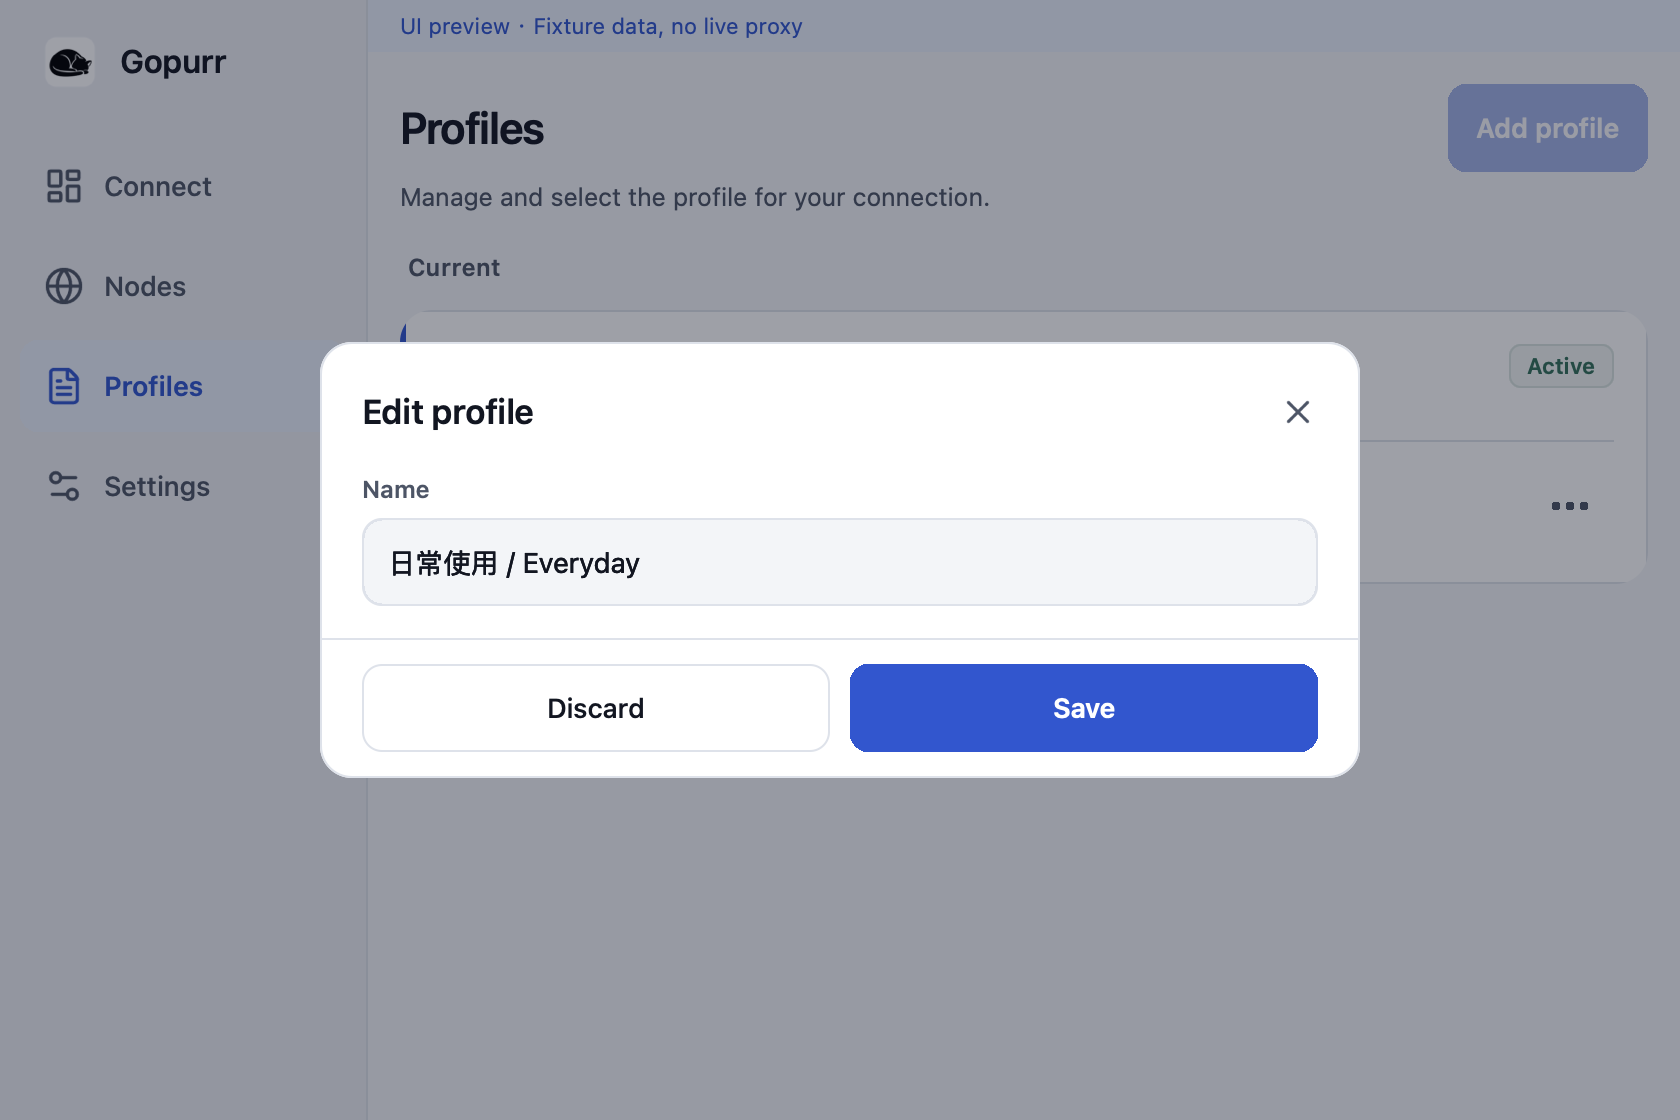 Gopurr
Connect
Nodes
Profiles
Settings
UI preview · Fixture data, no live proxy
Profiles
Add profile
Manage and select the profile for your connection.
Current
Active
Edit profile
Name
日常使用 / Everyday
Discard
Save